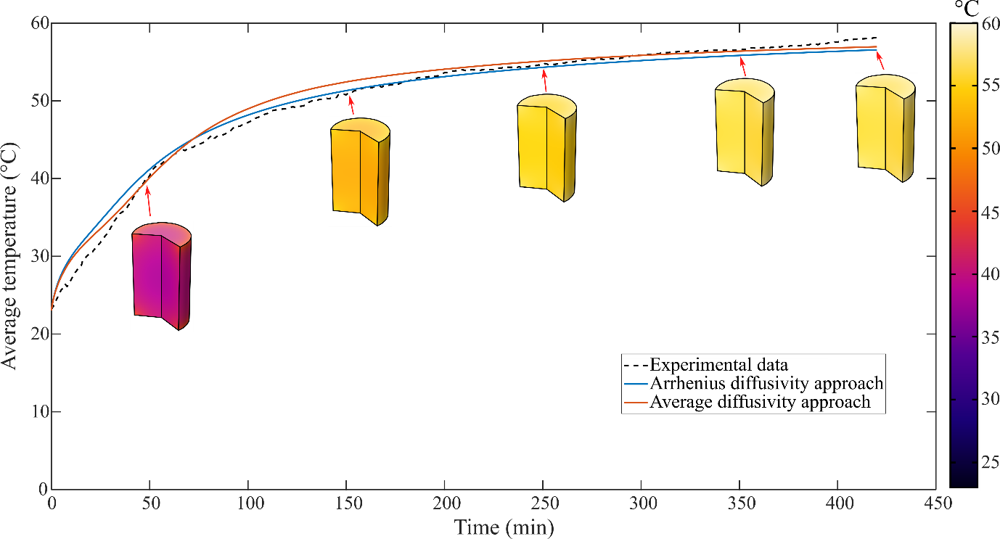 °C
60
50
40
30
20
10
0
Average temperature (°C)
0 50 100 150 200 250 300 350 400 450
Time (min)
Experimental data
Arrhenius diffusivity approach
Average diffusivity approach
60
55
50
45
40
35
30
25